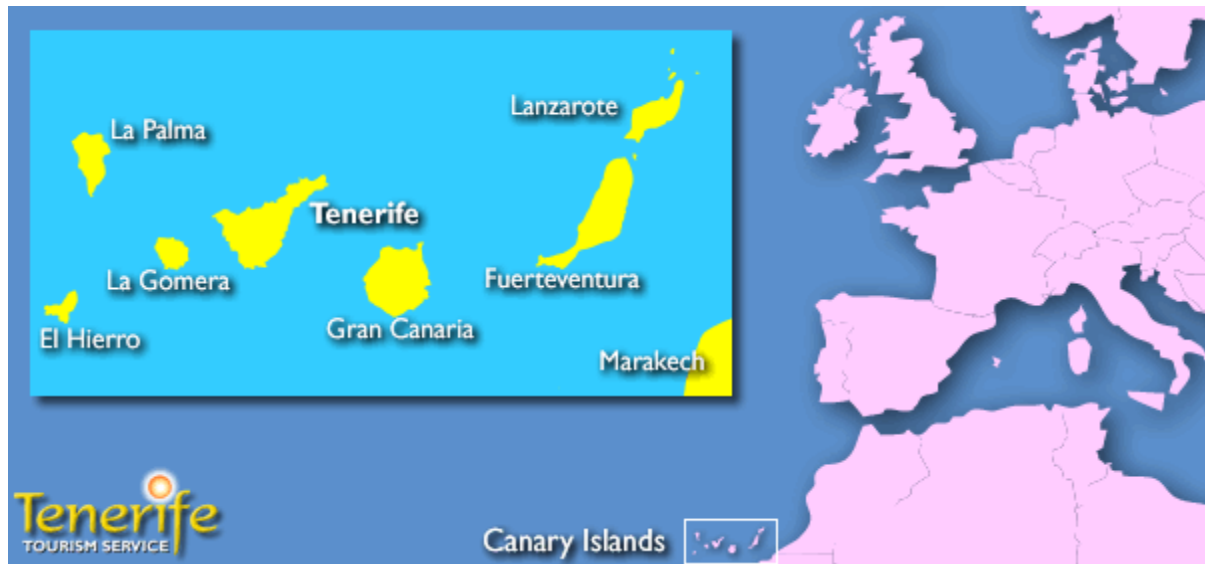 Lanzarote
La Palma
Tenerife
La Gomera
Fuerteventura
El Hierro
Gran Canaria
Marakech
Tenerife
TOURISM SERVICE
Canary Islands